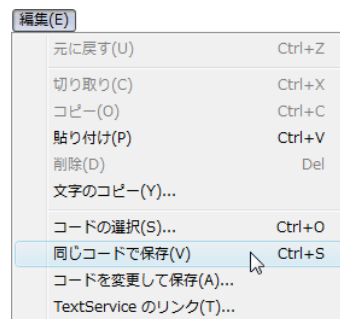 編集(E)
元に戻す(U) Ctrl+Z
切り取り(C) Ctrl+X
コピー(O) Ctrl+C
貼り付け(P) Ctrl+V
削除(D) Del
文字のコピー(Y)...
コードの選択(S)... Ctrl+O
同じコードで保存(V) Ctrl+S
コードを変更して保存(A)...
TextService のリンク(T)...